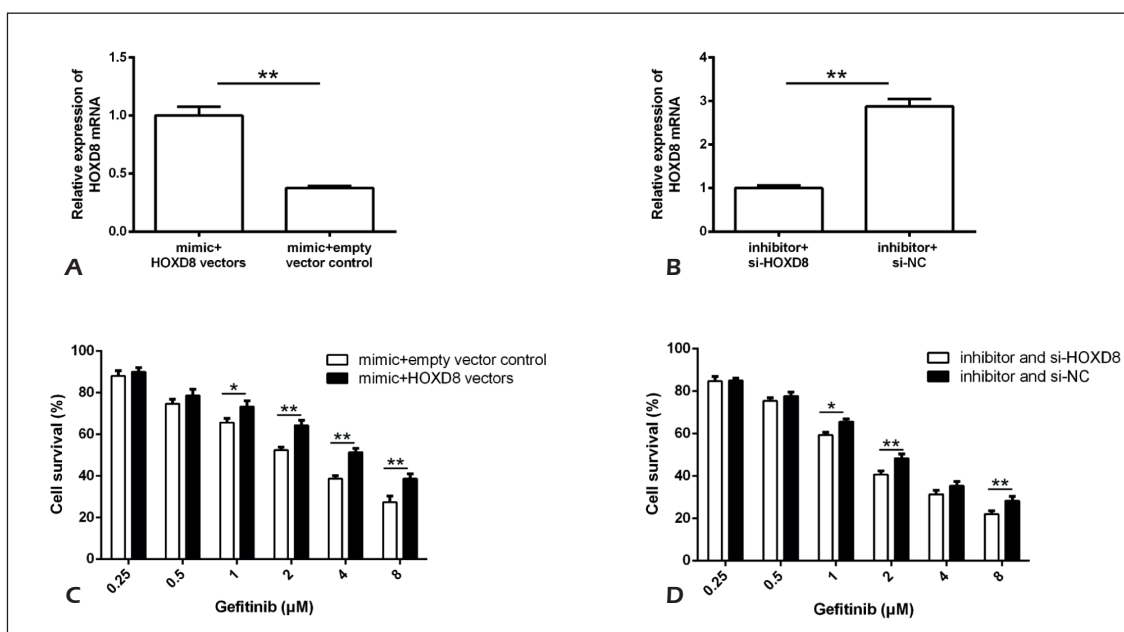 Relative expression of
HOXD8 mRNA
1.5
1.0
0.5
0.0
**
mimic+
HOXD8 vectors
mimic+empty
vector control
A
Relative expression of
HOXD8 mRNA
4
3
2
1
0
**
inhibitor+
si-HOXD8
inhibitor+
si-NC
B
Cell survival (%)
100
80
60
40
20
0
mimic+empty vector control
mimic+HOXD8 vectors
*
**
**
**
0.25
0.5
1
2
4
8
Gefitinib (μM)
C
Cell survival (%)
100
80
60
40
20
0
inhibitor and si-HOXD8
inhibitor and si-NC
*
**
**
0.25
0.5
1
2
4
8
Gefitinib (μM)
D